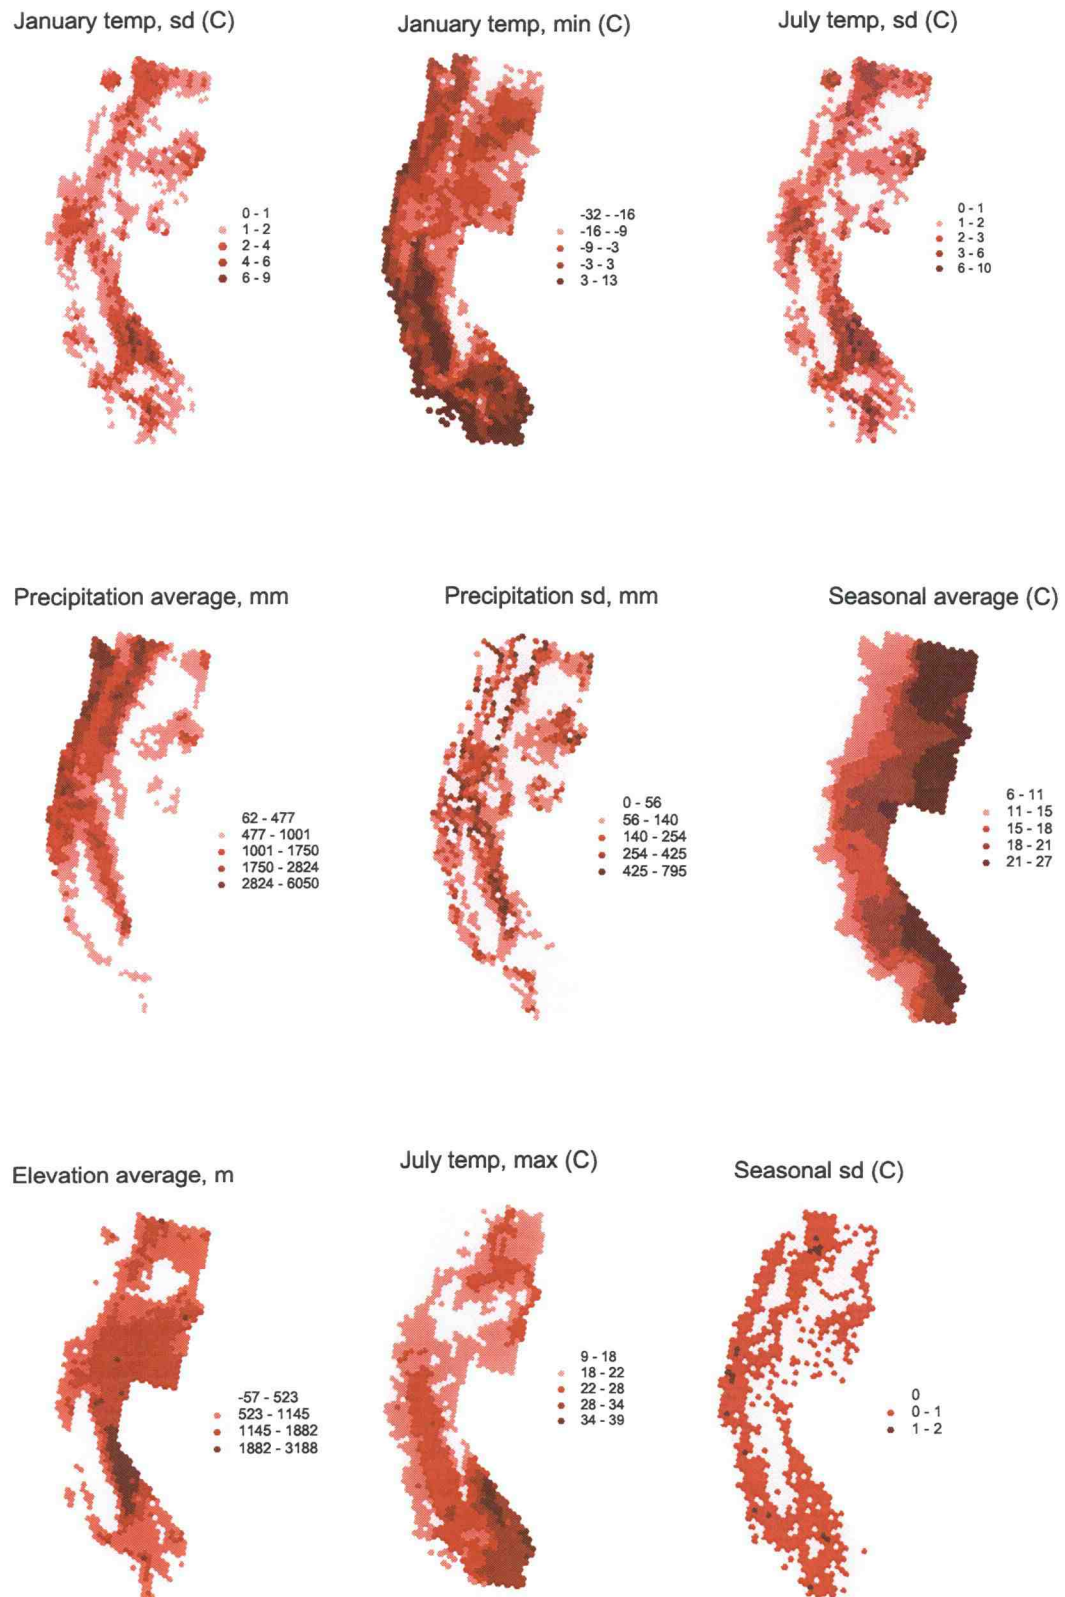 January temp, sd (C)
0 - 1
1 - 2
2 - 4
4 - 6
6 - 9
January temp, min (C)
-32 - -16
-16 - -9
-9 - -3
-3 - 3
3 - 13
July temp, sd (C)
0 - 1
1 - 2
2 - 3
3 - 6
6 - 10
Precipitation average, mm
62 - 477
477 - 1001
1001 - 1750
1750 - 2824
2824 - 6050
Precipitation sd, mm
0 - 56
56 - 140
140 - 254
254 - 425
425 - 795
Seasonal average (C)
6 - 11
11 - 15
15 - 18
18 - 21
21 - 27
Elevation average, m
-57 - 523
523 - 1145
1145 - 1882
1882 - 3188
July temp, max (C)
9 - 18
18 - 22
22 - 28
28 - 34
34 - 39
Seasonal sd (C)
0
0 - 1
1 - 2